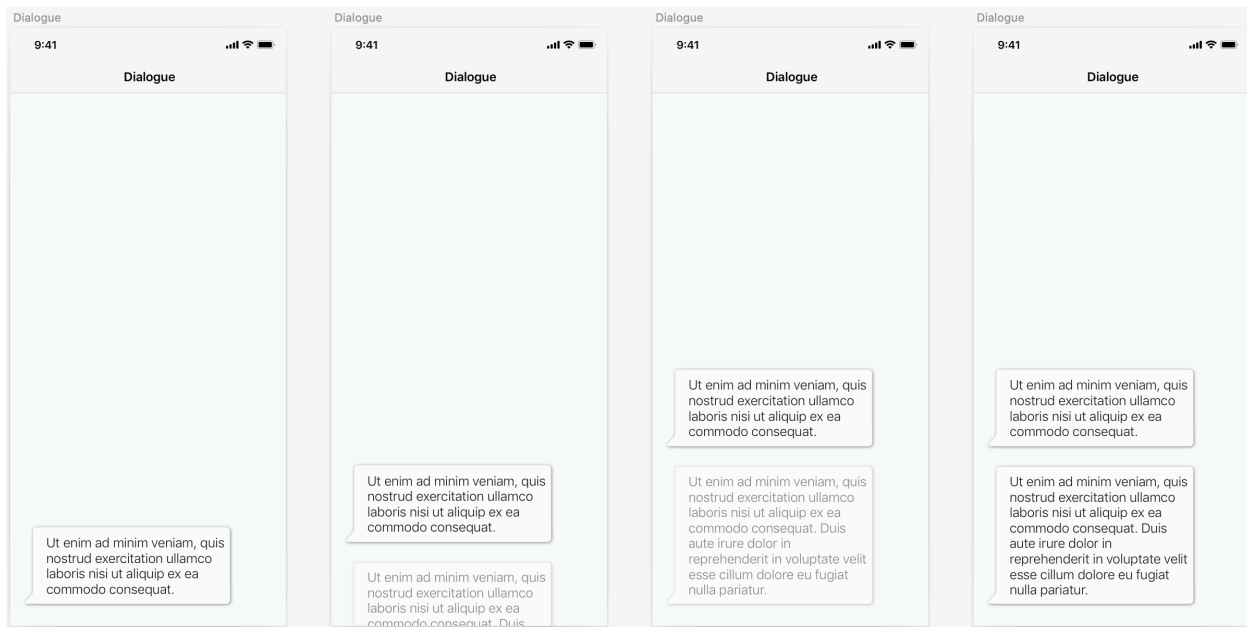 Dialogue
9:41
Dialogue
Ut enim ad minim veniam, quis
nostrud exercitation ullamco
laboris nisi ut aliquip ex ea
commodo consequat.
Dialogue
9:41
Dialogue
Ut enim ad minim veniam, quis
nostrud exercitation ullamco
laboris nisi ut aliquip ex ea
commodo consequat.
Ut enim ad minim veniam, quis
nostrud exercitation ullamco
laboris nisi ut aliquip ex ea
commodo consequat. Duis
Dialogue
9:41
Dialogue
Ut enim ad minim veniam, quis
nostrud exercitation ullamco
laboris nisi ut aliquip ex ea
commodo consequat.
Ut enim ad minim veniam, quis
nostrud exercitation ullamco
laboris nisi ut aliquip ex ea
commodo consequat. Duis
aute irure dolor in
reprehenderit in voluptate velit
esse cillum dolore eu fugiat
nulla pariatur.
Dialogue
9:41
Dialogue
Ut enim ad minim veniam, quis
nostrud exercitation ullamco
laboris nisi ut aliquip ex ea
commodo consequat.
Ut enim ad minim veniam, quis
nostrud exercitation ullamco
laboris nisi ut aliquip ex ea
commodo consequat. Duis
aute irure dolor in
reprehenderit in voluptate velit
esse cillum dolore eu fugiat
nulla pariatur.